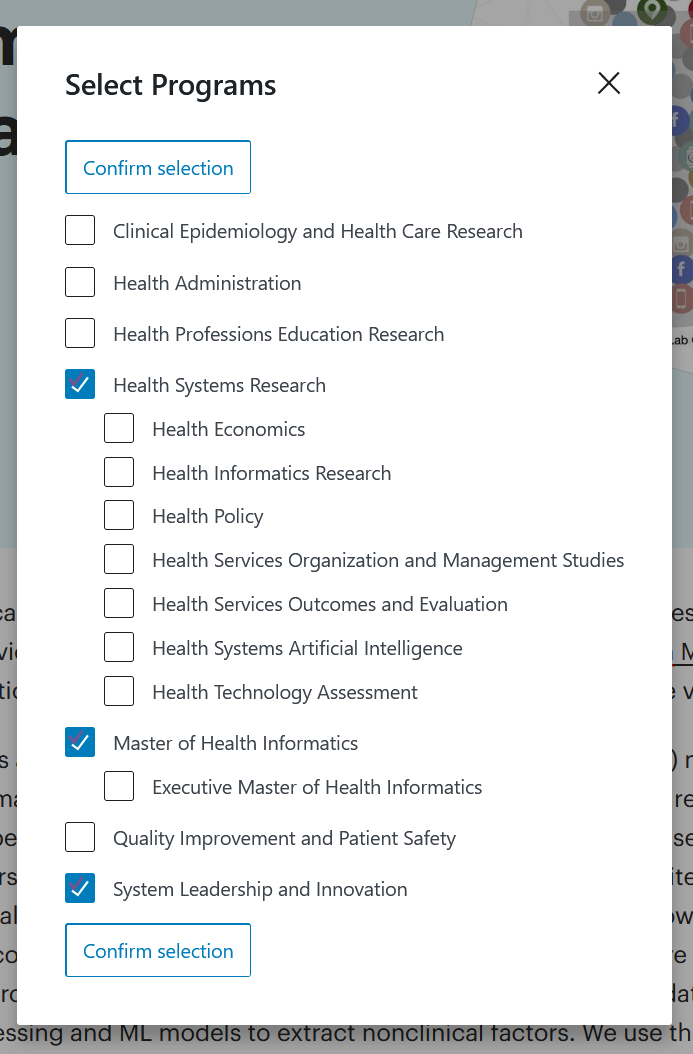 Select Programs
Confirm selection
Clinical Epidemiology and Health Care Research
Health Administration
Health Professions Education Research
Health Systems Research
Health Economics
Health Informatics Research
Health Policy
Health Services Organization and Management Studies
Health Services Outcomes and Evaluation
Health Systems Artificial Intelligence
Health Technology Assessment
Master of Health Informatics
Executive Master of Health Informatics
Quality Improvement and Patient Safety
System Leadership and Innovation
Confirm selection
essing and ML models to extract nonclinical factors. We use th